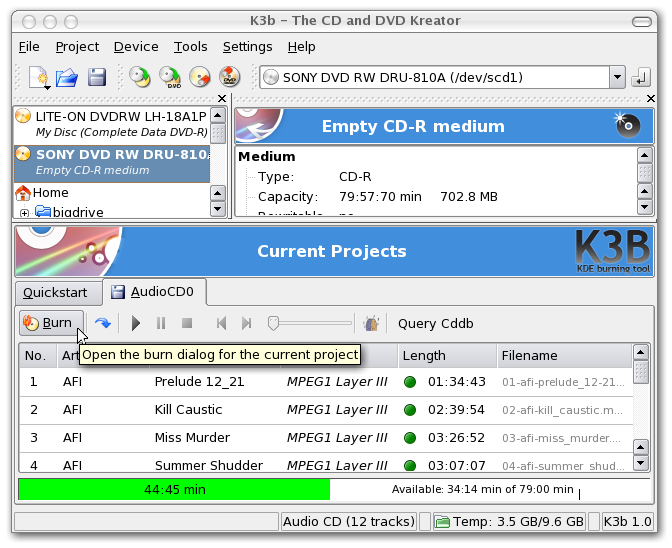 K3b – The CD and DVD Kreator
File Project Device Tools Settings Help
DVD SONY DVD RW DRU-810A (/dev/scd1)
LITE-ON DVDRW LH-18A1P
My Disc (Complete Data DVD-R)
SONY DVD RW DRU-810
Empty CD-R medium
Home
bigdrive
Empty CD-R medium
Medium
Type: CD-R
Capacity: 79:57:70 min 702.8 MB
Rewritable: no
Current Projects
K3B
KDE burning tool
Quickstart AudioCD0
Burn Query Cddb
Open the burn dialog for the current project
No. Art Length Filename
1 AFI Prelude 12_21 MPEG1 Layer III 01:34:43 01-afi-prelude_12-21...
2 AFI Kill Caustic MPEG1 Layer III 02:39:54 02-afi-kill_caustic.m...
3 AFI Miss Murder MPEG1 Layer III 03:26:52 03-afi-miss_murder....
4 AFI Summer Shudder MPEG1 Layer III 03:07:07 04-afi-summer_shud...
44:45 min Available: 34:14 min of 79:00 min
Audio CD (12 tracks) Temp: 3.5 GB/9.6 GB K3b 1.0